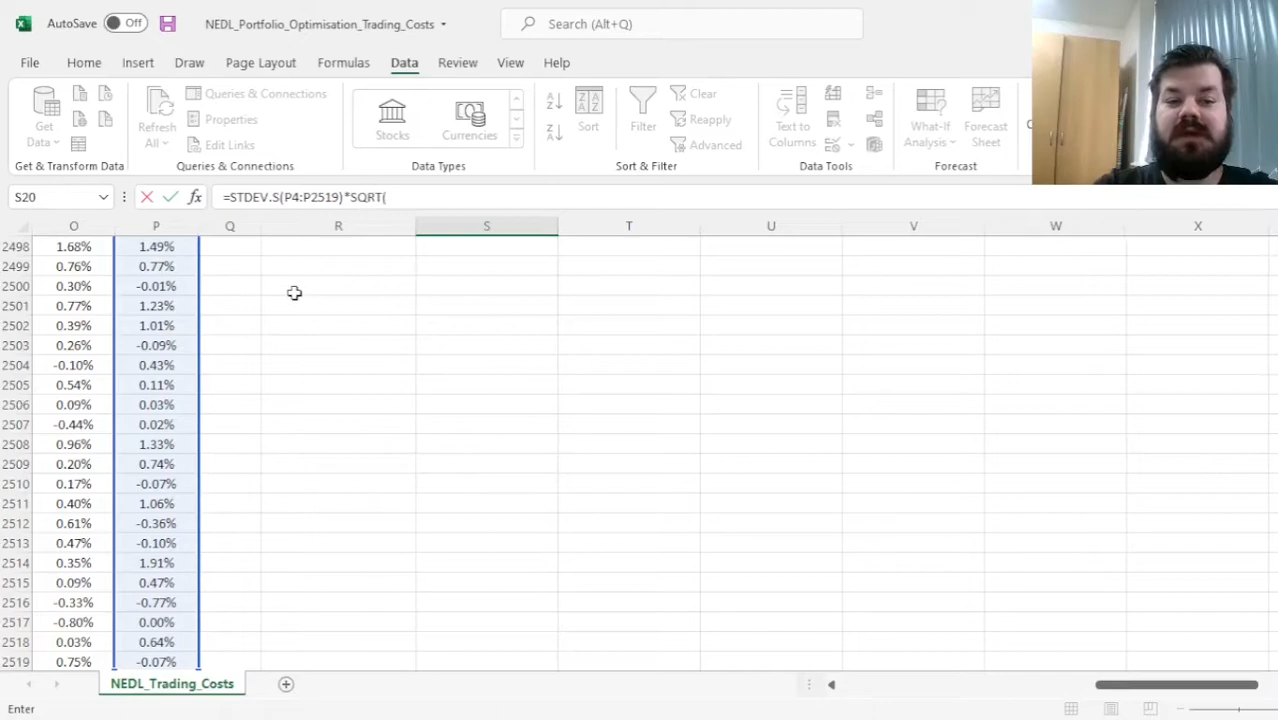 AutoSave Off NEDL_Portfolio_Optimisation_Trading_Costs Search (Alt+Q)
File Home Insert Draw Page Layout Formulas Data Review View Help
Get Data Refresh All Queries & Connections Properties Edit Links Stocks Currencies Sort Filter Clear Reapply Advanced Text to Columns What-If Analysis Forecast Sheet
Get & Transform Data Queries & Connections Data Types Sort & Filter Data Tools Forecast
S20 fx =STDEV.S(P4:P2519)*SQRT(
O P Q R S T U V W X
2498 1.68% 1.49%
2499 0.76% 0.77%
2500 0.30% -0.01%
2501 0.77% 1.23%
2502 0.39% 1.01%
2503 0.26% -0.09%
2504 -0.10% 0.43%
2505 0.54% 0.11%
2506 0.09% 0.03%
2507 -0.44% 0.02%
2508 0.96% 1.33%
2509 0.20% 0.74%
2510 0.17% -0.07%
2511 0.40% 1.06%
2512 0.61% -0.36%
2513 0.47% -0.10%
2514 0.35% 1.91%
2515 0.09% 0.47%
2516 -0.33% -0.77%
2517 -0.80% 0.00%
2518 0.03% 0.64%
2519 0.75% -0.07%
NEDL_Trading_Costs
Enter